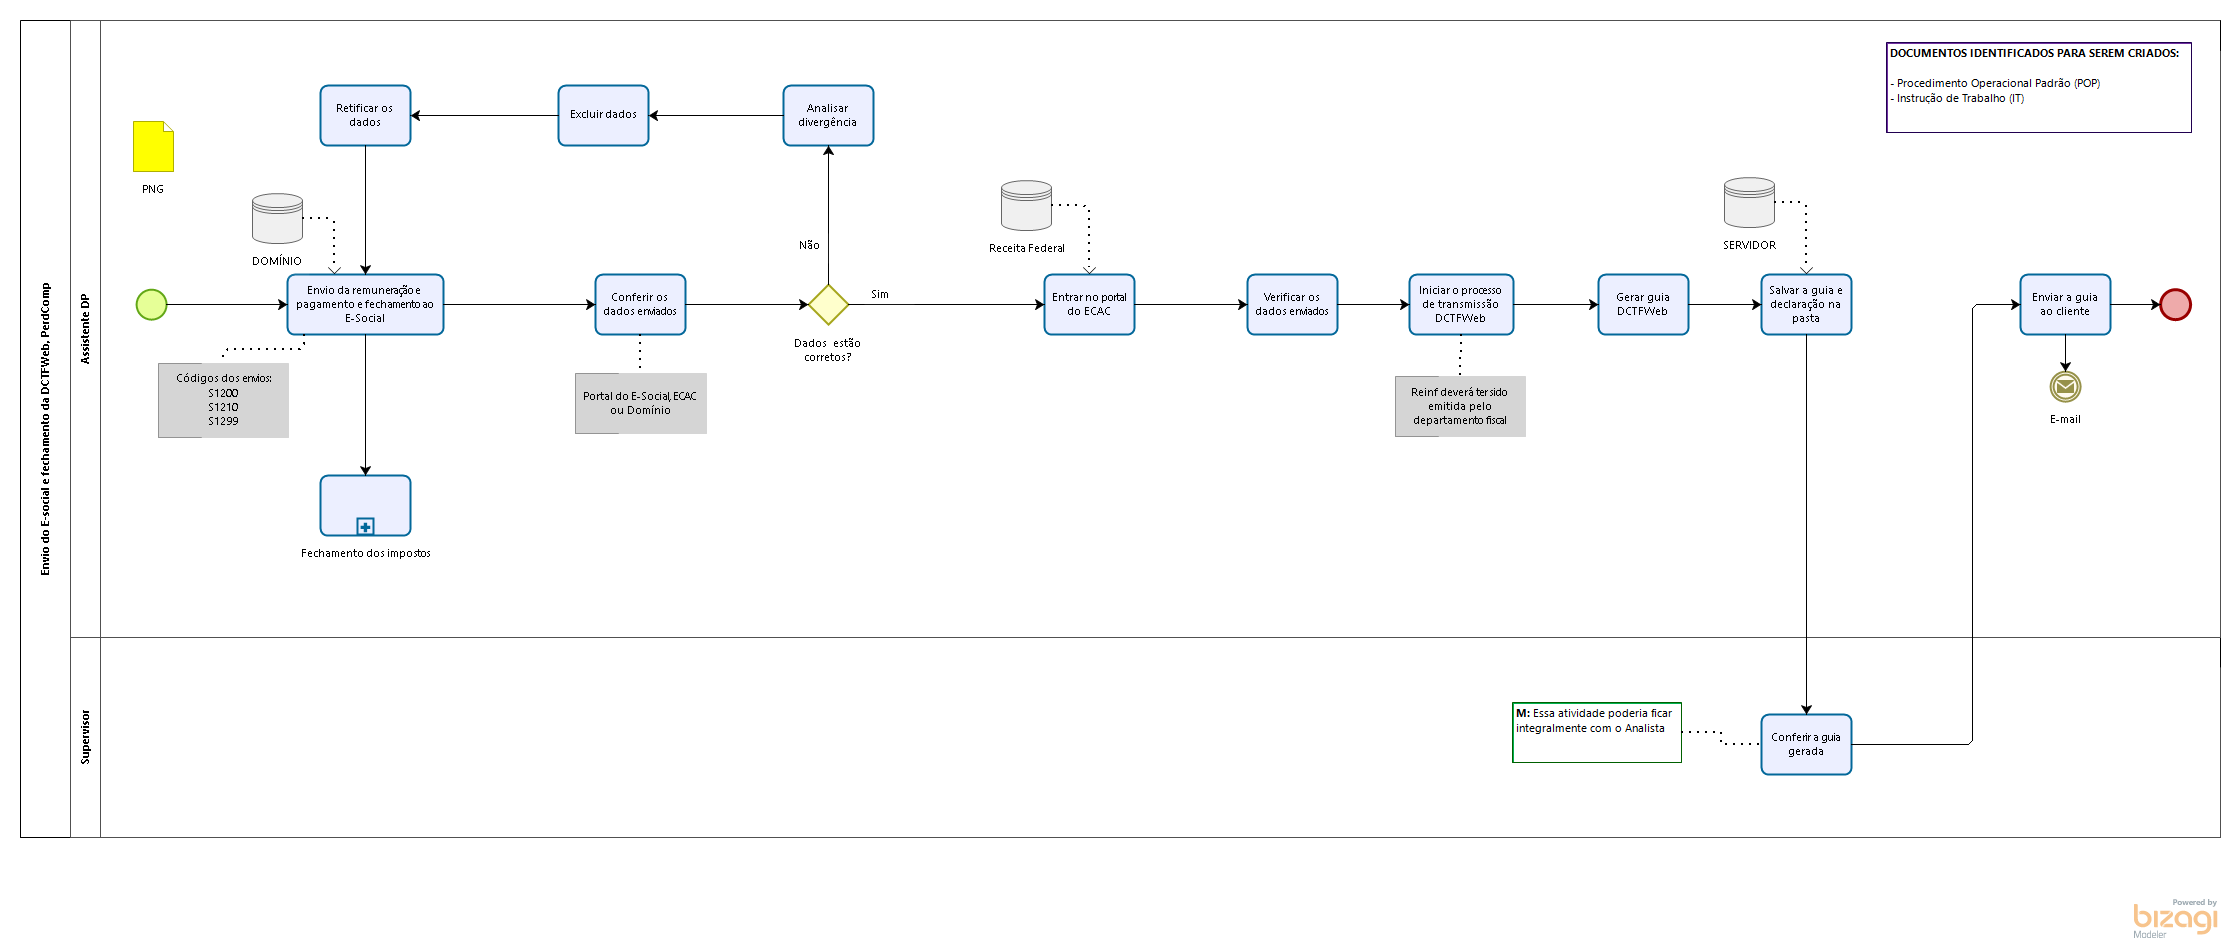 Envio do E-social e fechamento da DCTFWeb, PerdComp
Assistente DP
Supervisor
DOCUMENTOS IDENTIFICADOS PARA SEREM CRIADOS:
- Procedimento Operacional Padrão (POP)
- Instrução de Trabalho (IT)
Retificar os
dados
Excluir dados
Analisar
divergência
PNG
DOMÍNIO
Não
Receita Federal
SERVIDOR
Envio da remuneração e
pagamento e fechamento ao
E-Social
Conferir os
dados enviados
Sim
Dados estão
corretos?
Entrar no portal
do ECAC
Verificar os
dados enviados
Iniciar o processo
de transmissão
DCTFWeb
Gerar guia
DCTFWeb
Salvar a guia e
declaração na
pasta
Enviar a guia
ao cliente
Códigos dos envios:
S1200
S1210
S1299
Portal do E-Social, ECAC
ou Domínio
Reinf deverá ter sido
emitida pelo
departamento fiscal
E-mail
Fechamento dos impostos
M: Essa atividade poderia ficar
integralmente com o Analista
Conferir a guia
gerada
Powered by
bizagi
Modeler